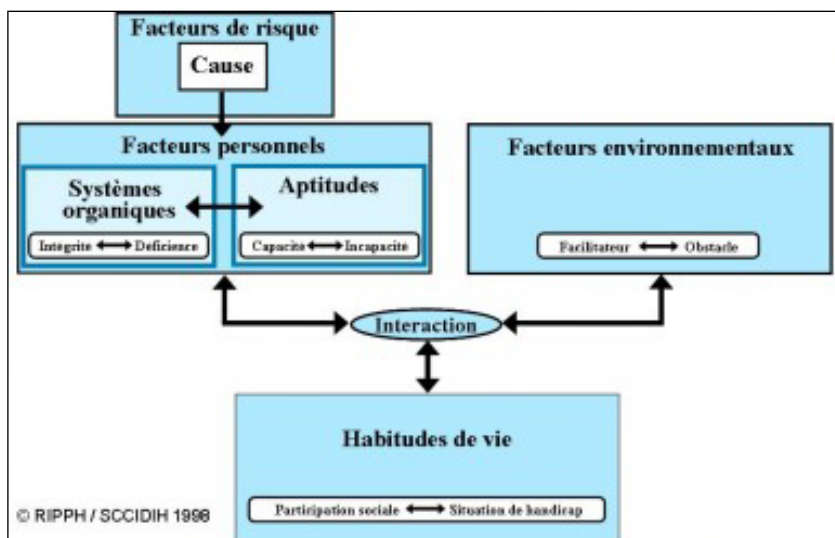 Facteurs de risque
Cause
Facteurs personnels
Systèmes
organiques
Intégrité Déficience
Aptitudes
Capacité Incapacité
Facteurs environnementaux
Facilitateur Obstacle
Interaction
Habitudes de vie
Participation sociale Situation de handicap
© RIPPH / SCCIDIH 1998